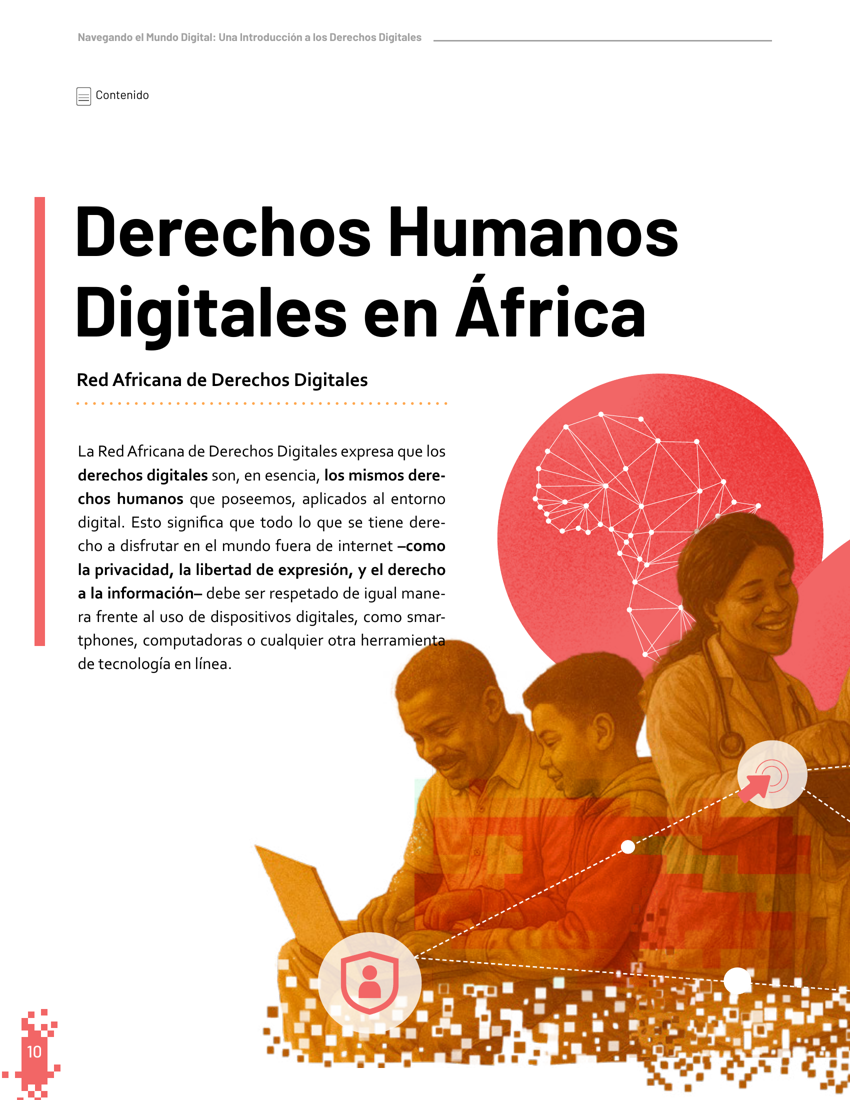 Navegando el Mundo Digital: Una Introducción a los Derechos Digitales
Contenido
Derechos Humanos
Digitales en África
Red Africana de Derechos Digitales
La Red Africana de Derechos Digitales expresa que los
derechos digitales son, en esencia, los mismos dere-
chos humanos que poseemos, aplicados al entorno
digital. Esto significa que todo lo que se tiene dere-
cho a disfrutar en el mundo fuera de internet –como
la privacidad, la libertad de expresión, y el derecho
a la información– debe ser respetado de igual mane-
ra frente al uso de dispositivos digitales, como smar-
tphones, computadoras o cualquier otra herramienta
de tecnología en línea.
10